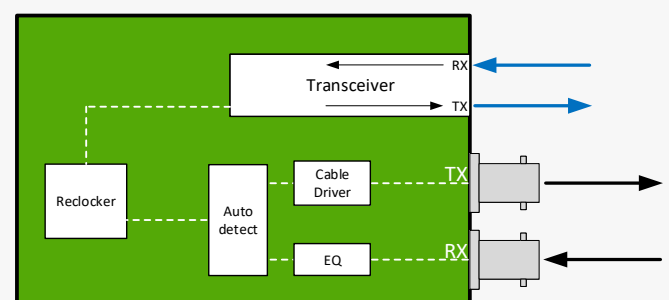 RX
Transceiver
TX
Cable
Driver
TX
Reclocker
Auto
detect
EQ
RX